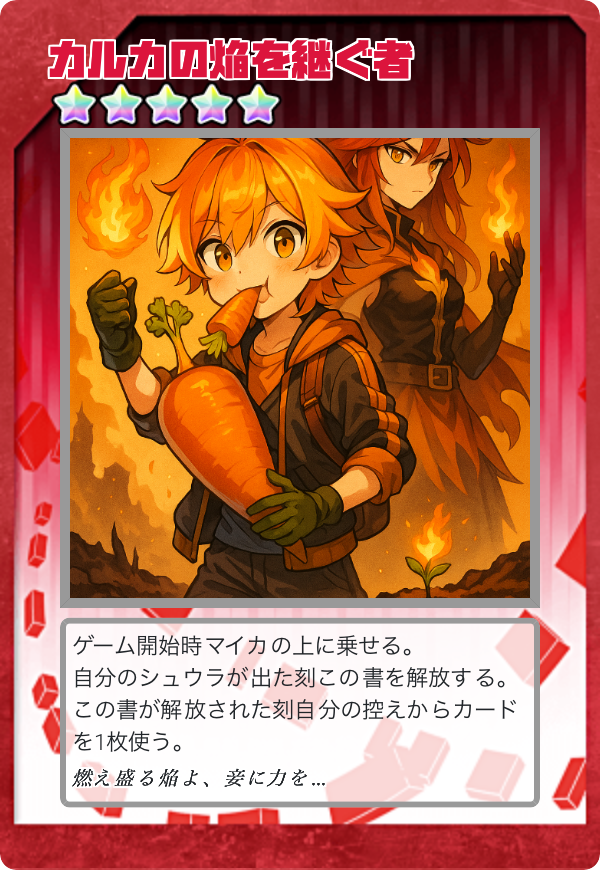 カルカの焔を継ぐ者
ゲーム開始時マイカの上に乗せる。
自分のシュウラが出た刻この書を解放する。
この書が解放された刻自分の控えからカード
を1枚使う。
燃え盛る焔よ、妾に力を…